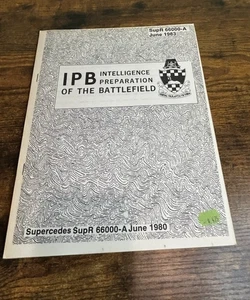 SupR 66000-A
June 1983
IPB INTELLIGENCE
PREPARATION
OF THE BATTLEFIELD
Supercedes SupR 66000-A June 1980